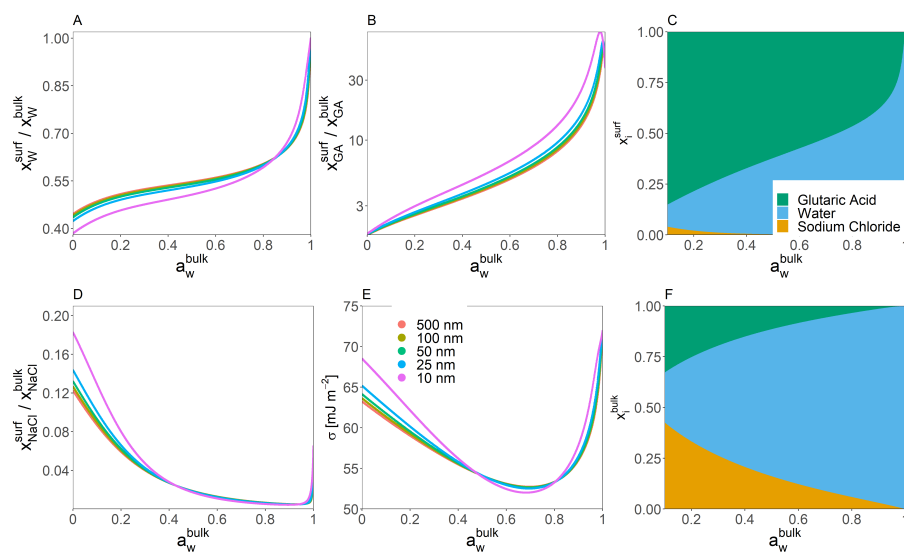 A
x_W^surf / x_W^bulk
1.00
0.85
0.70
0.55
0.40
0
0.2
0.4
0.6
0.8
1
a_w^bulk
B
x_GA^surf / x_GA^bulk
30
10
3
0
0.2
0.4
0.6
0.8
1
a_w^bulk
C
x_i^surf
1.00
0.75
0.50
0.25
0.00
Glutaric Acid
Water
Sodium Chloride
0.2
0.4
0.6
0.8
1
a_w^bulk
D
x_NaCl^surf / x_NaCl^bulk
0.20
0.16
0.12
0.08
0.04
0
0.2
0.4
0.6
0.8
1
a_w^bulk
E
σ [mJ m⁻²]
75
70
65
60
55
50
500 nm
100 nm
50 nm
25 nm
10 nm
0
0.2
0.4
0.6
0.8
1
a_w^bulk
F
x_i^bulk
1.00
0.75
0.50
0.25
0.00
0.2
0.4
0.6
0.8
1
a_w^bulk